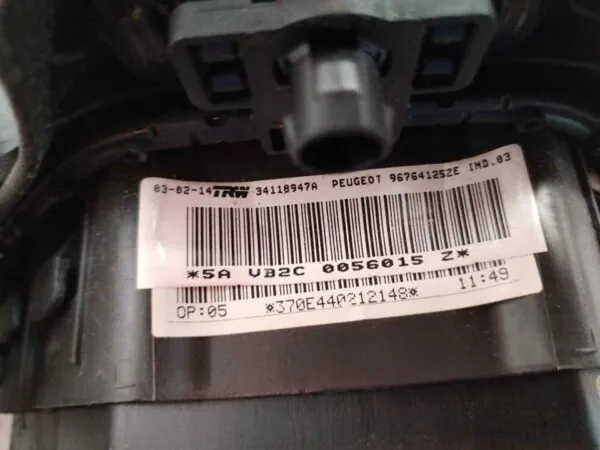 03-02-14 TRW 34118947A PEUGEOT 96764125ZE IND.03
*5A VB2C 0056015 Z*
OP:05 *370E440212148* 11:49